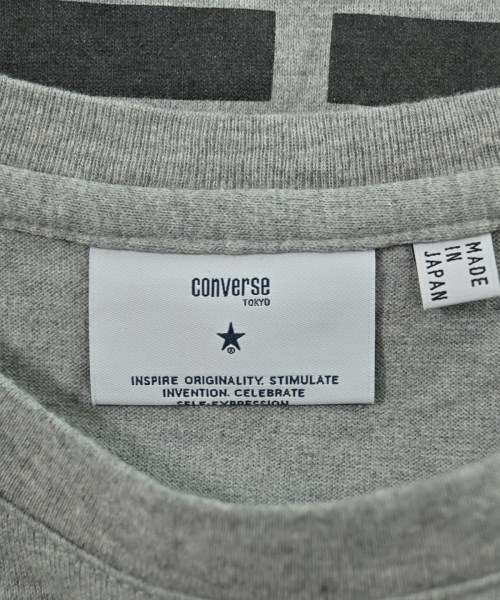 converse
TOKYO
®
INSPIRE ORIGINALITY. STIMULATE
INVENTION. CELEBRATE
SELF-EXPRESSION
MADE
IN
JAPAN